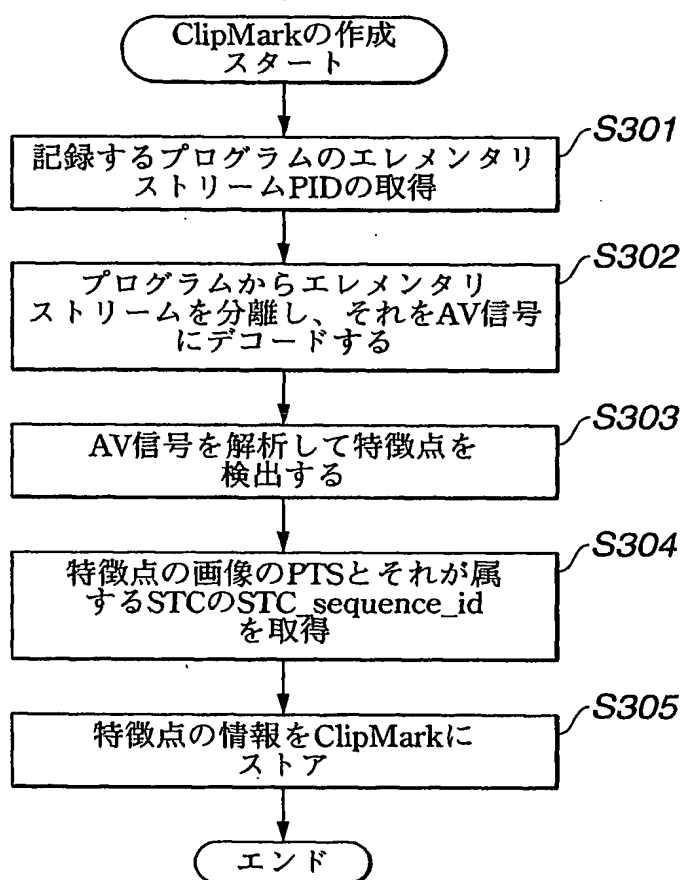 ClipMarkの作成
スタート
S301
記録するプログラムのエレメンタリ
ストリームPIDの取得
S302
プログラムからエレメンタリ
ストリームを分離し、それをAV信号
にデコードする
S303
AV信号を解析して特徴点を
検出する
S304
特徴点の画像のPTSとそれが属
するSTCのSTC_sequence_id
を取得
S305
特徴点の情報をClipMarkに
ストア
エンド